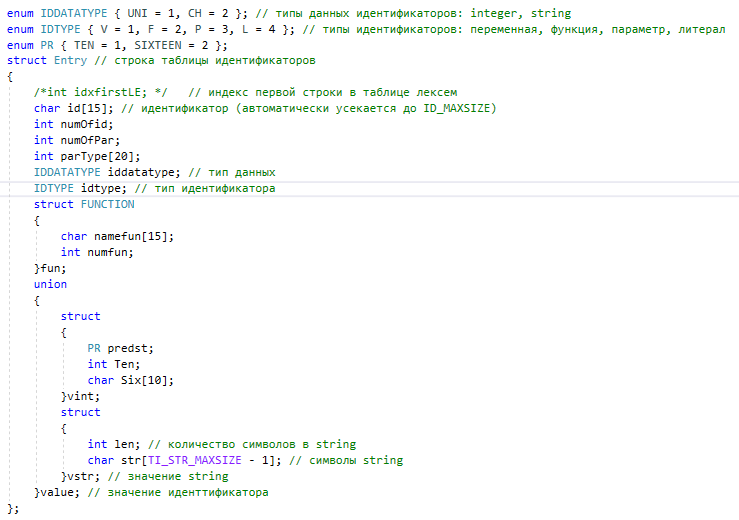 enum IDDATATYPE { UNI = 1, CH = 2 }; // типы данных идентификаторов: integer, string
enum IDTYPE { V = 1, F = 2, P = 3, L = 4 }; // типы идентификаторов: переменная, функция, параметр, литерал
enum PR { TEN = 1, SIXTEEN = 2 };
struct Entry // строка таблицы идентификаторов
{
/*int idxfirstLE; */ // индекс первой строки в таблице лексем
char id[15]; // идентификатор (автоматически усекается до ID_MAXSIZE)
int numOfid;
int numOfPar;
int parType[20];
IDDATATYPE iddatatype; // тип данных
IDTYPE idtype; // тип идентификатора
struct FUNCTION
{
char namefun[15];
int numfun;
}fun;
union
{
struct
{
PR predst;
int Ten;
char Six[10];
}vint;
struct
{
int len; // количество символов в string
char str[TI_STR_MAXSIZE - 1]; // символы string
}vstr; // значение string
}value; // значение иденттификатора
};